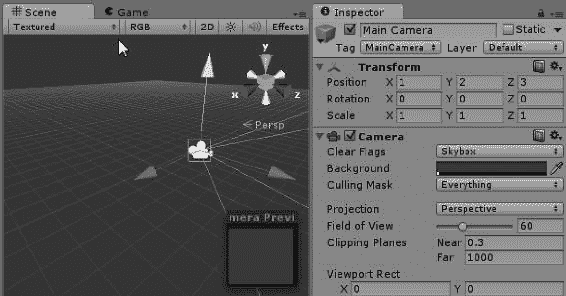 Scene
Game
Textured
RGB
2D
Effects
y
x
z
Persp
mera Previ
Inspector
Main Camera
Static
Tag MainCamera Layer Default
Transform
Position X 1 Y 2 Z 3
Rotation X 0 Y 0 Z 0
Scale X 1 Y 1 Z 1
Camera
Clear Flags Skybox
Background
Culling Mask Everything
Projection Perspective
Field of View 60
Clipping Planes Near 0.3
Far 1000
Viewport Rect
X 0 Y 0